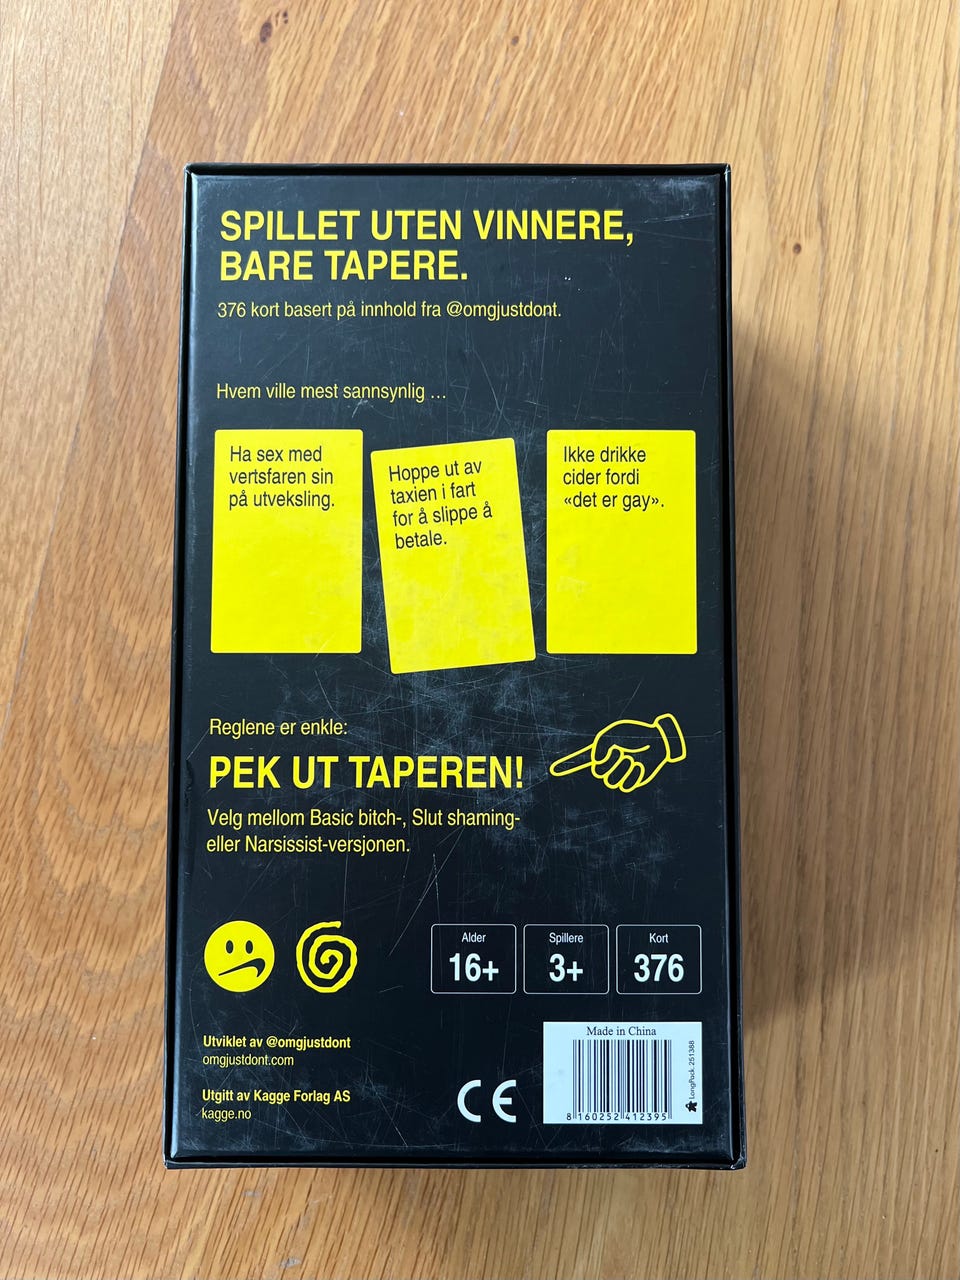 SPILLET UTEN VINNERE,
BARE TAPERE.
376 kort basert på innhold fra @omgjustdont.
Hvem ville mest sannsynlig ...
Ha sex med
vertsfaren sin
på utveksling.
Hoppe ut av
taxien i fart
for å slippe å
betale.
Ikke drikke
cider fordi
«det er gay».
Reglene er enkle:
PEK UT TAPEREN!
Velg mellom Basic bitch-, Slut shaming-
eller Narsissist-versjonen.
Alder
16+
Spillere
3+
Kort
376
Utviklet av @omgjustdont
omgjustdont.com
Utgitt av Kagge Forlag AS
kagge.no
CE
Made in China
8 160252 412395
LongPack. 251388